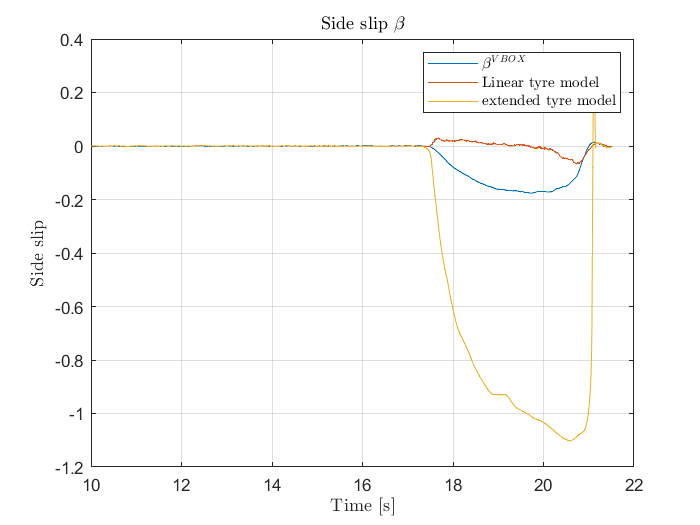 Side slip β
β^VBOX
Linear tyre model
extended tyre model
0.4
0.2
0
-0.2
-0.4
-0.6
-0.8
-1
-1.2
Side slip
10 12 14 16 18 20 22
Time [s]